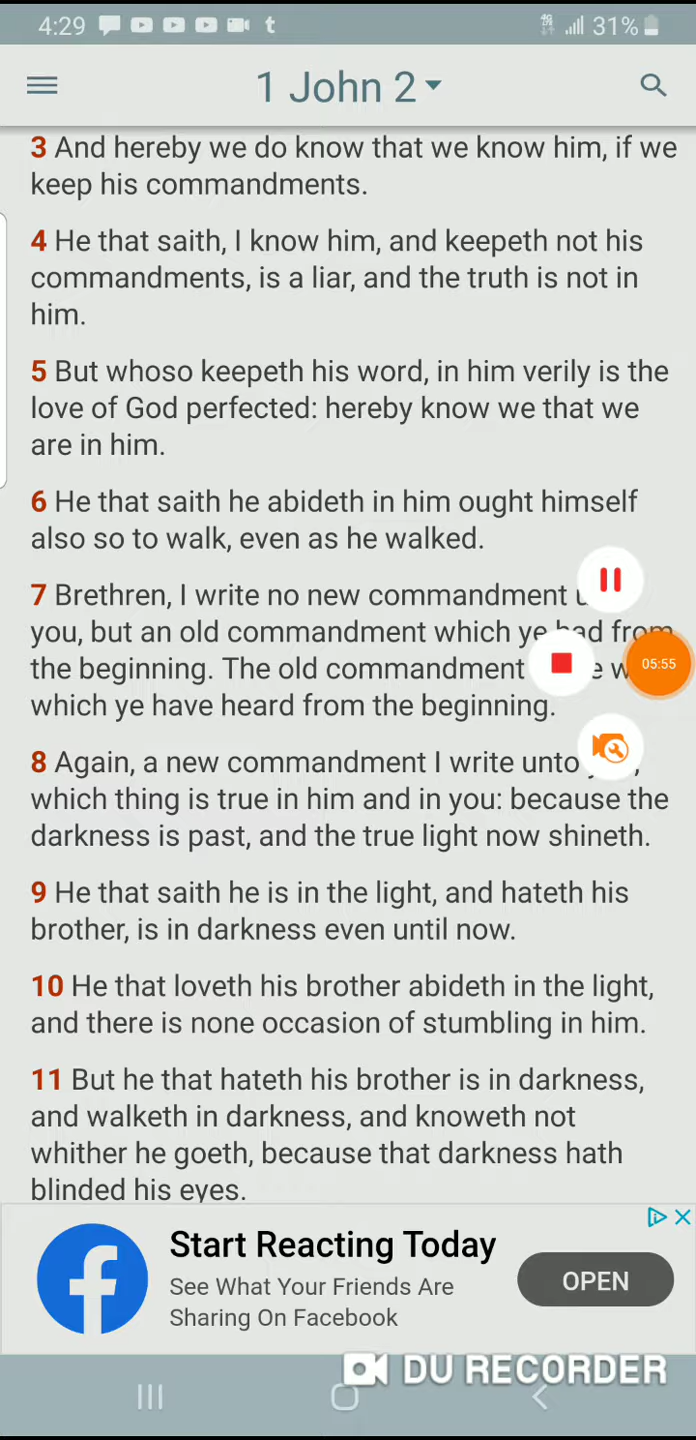 4:29 t 31%
1 John 2
3 And hereby we do know that we know him, if we
keep his commandments.
4 He that saith, I know him, and keepeth not his
commandments, is a liar, and the truth is not in
him.
5 But whoso keepeth his word, in him verily is the
love of God perfected: hereby know we that we
are in him.
6 He that saith he abideth in him ought himself
also so to walk, even as he walked.
7 Brethren, I write no new commandment
you, but an old commandment which ye had from
the beginning. The old commandment
which ye have heard from the beginning.
05:55
8 Again, a new commandment I write unto
which thing is true in him and in you: because the
darkness is past, and the true light now shineth.
9 He that saith he is in the light, and hateth his
brother, is in darkness even until now.
10 He that loveth his brother abideth in the light,
and there is none occasion of stumbling in him.
11 But he that hateth his brother is in darkness,
and walketh in darkness, and knoweth not
whither he goeth, because that darkness hath
blinded his eyes.
Start Reacting Today
See What Your Friends Are
Sharing On Facebook
OPEN
DU RECORDER